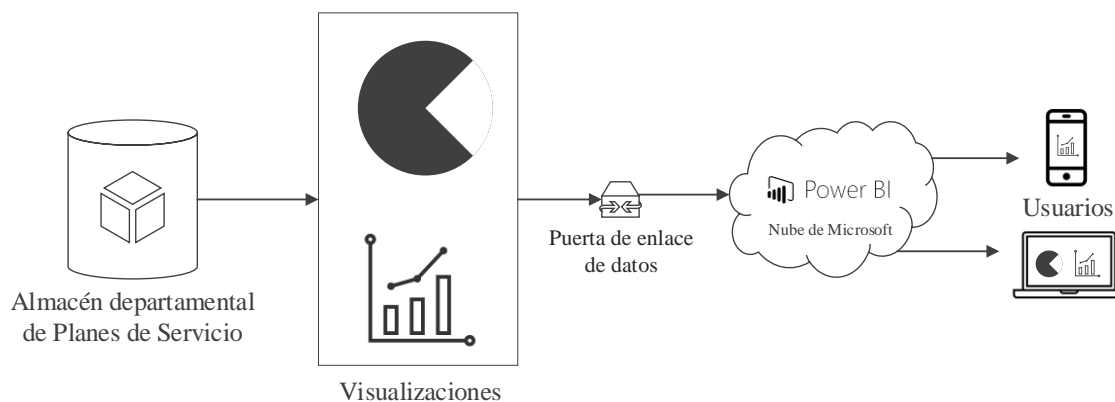 Almacén departamental
de Planes de Servicio
Visualizaciones
Puerta de enlace
de datos
Power BI
Nube de Microsoft
Usuarios